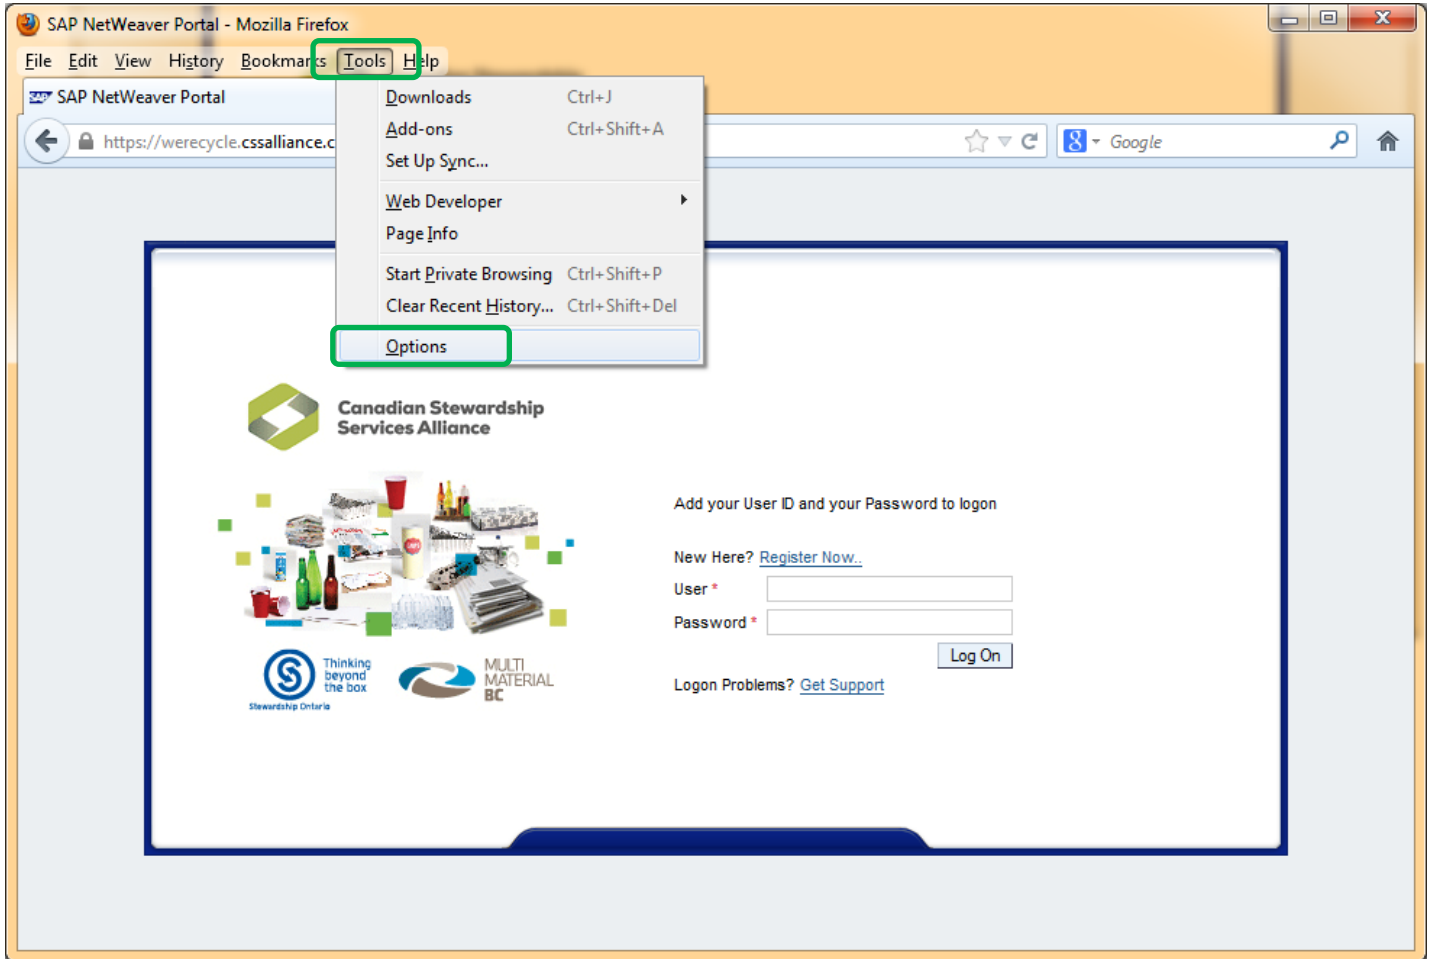 SAP NetWeaver Portal - Mozilla Firefox
File Edit View History Bookmarks Tools Help
SAP NetWeaver Portal
https://werecycle.cssalliance.c
Google
Downloads Ctrl+J
Add-ons Ctrl+Shift+A
Set Up Sync...
Web Developer
Page Info
Start Private Browsing Ctrl+Shift+P
Clear Recent History... Ctrl+Shift+Del
Options
Canadian Stewardship
Services Alliance
Add your User ID and your Password to logon
New Here? Register Now..
User *
Password *
Log On
Logon Problems? Get Support
Thinking
beyond
the box
Stewardship Ontario
MULTI
MATERIAL
BC